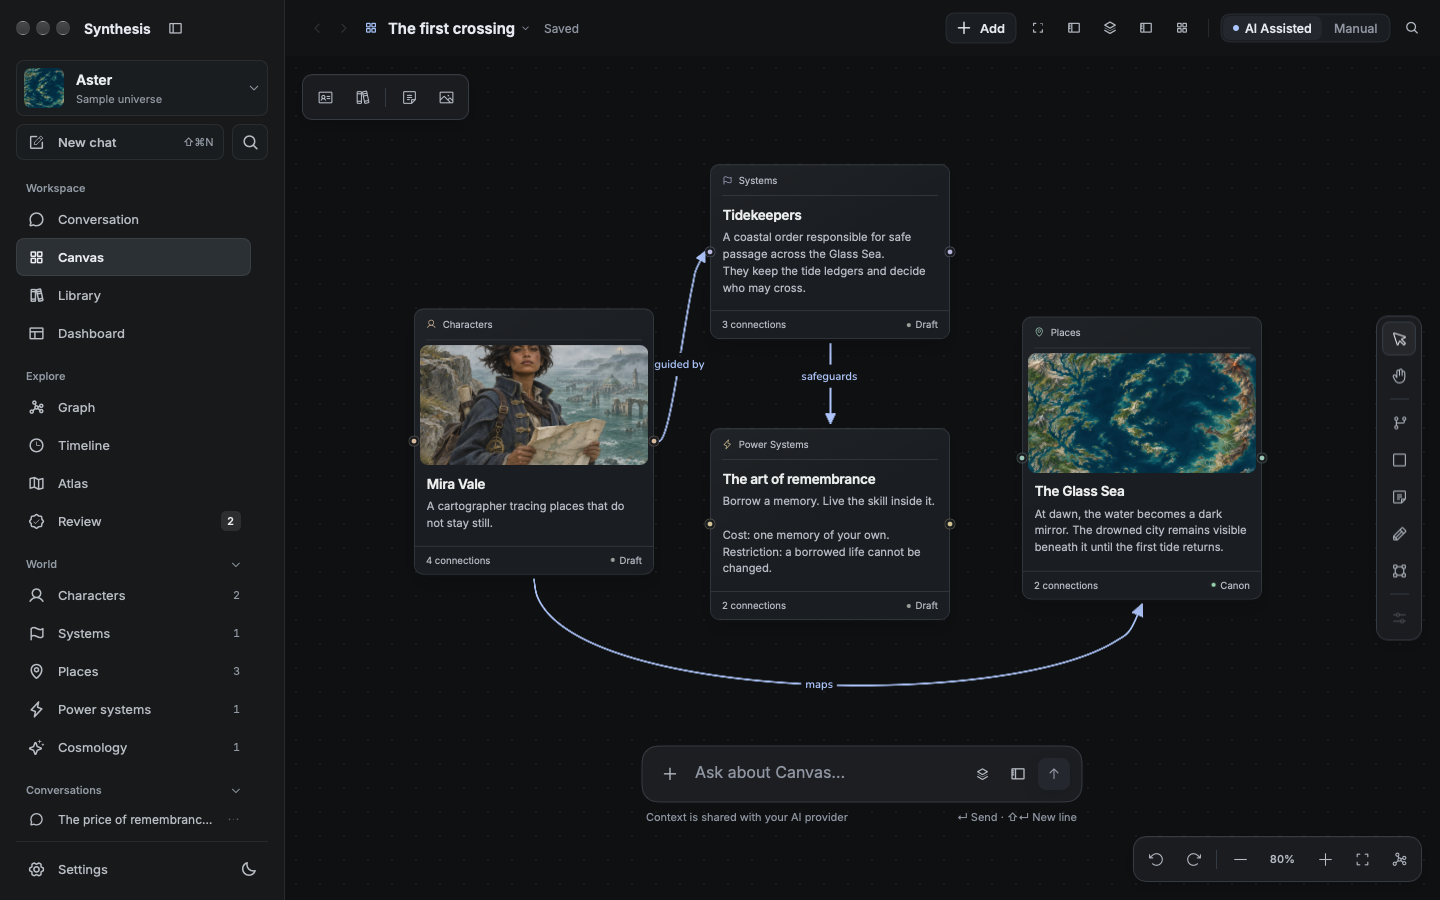 Synthesis
Aster
Sample universe
New chat
⇧⌘N
Workspace
Conversation
Canvas
Library
Dashboard
Explore
Graph
Timeline
Atlas
Review
2
World
Characters
2
Systems
1
Places
3
Power systems
1
Cosmology
1
Conversations
The price of remembranc...
Settings
The first crossing
Saved
Add
AI Assisted
Manual
Systems
Tidekeepers
A coastal order responsible for safe
passage across the Glass Sea.
They keep the tide ledgers and decide
who may cross.
3 connections
Draft
Characters
Mira Vale
A cartographer tracing places that do
not stay still.
4 connections
Draft
guided by
safeguards
Power Systems
The art of remembrance
Borrow a memory. Live the skill inside it.
Cost: one memory of your own.
Restriction: a borrowed life cannot be
changed.
2 connections
Draft
Places
The Glass Sea
At dawn, the water becomes a dark
mirror. The drowned city remains visible
beneath it until the first tide returns.
2 connections
Canon
maps
Ask about Canvas...
Context is shared with your AI provider
↵ Send · ⇧↵ New line
80%